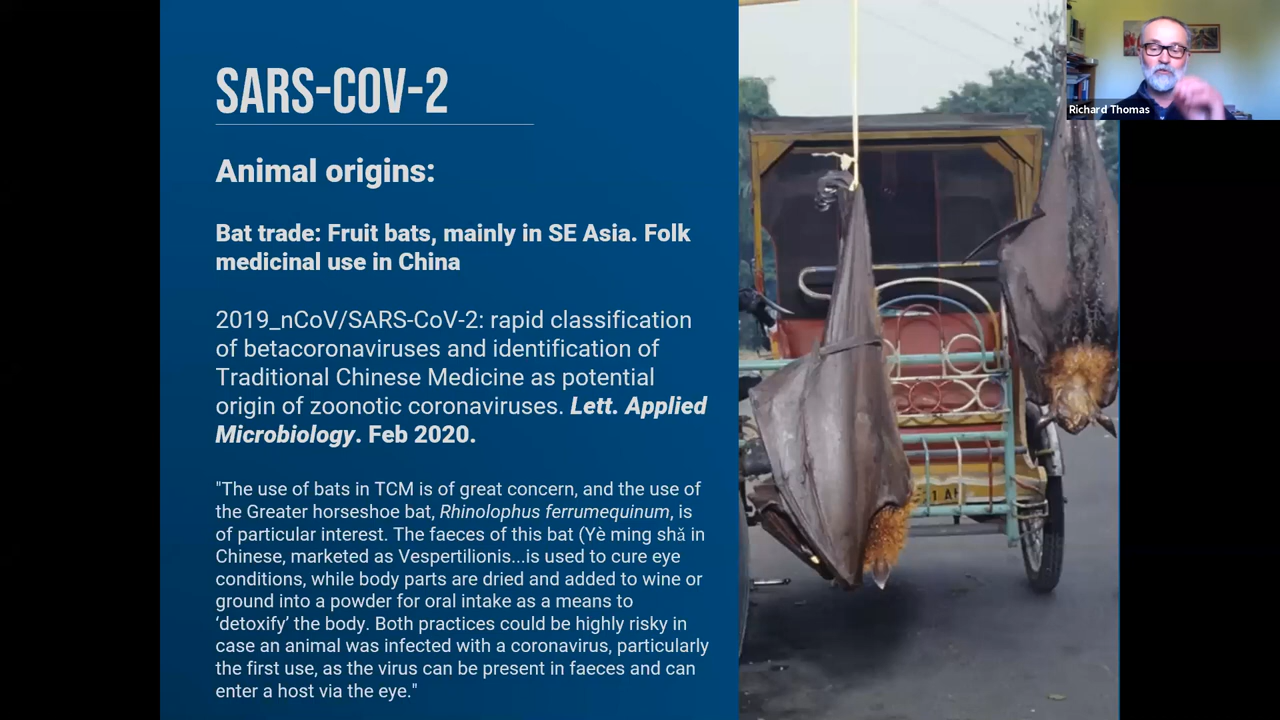 SARS-COV-2
Richard Thomas
Animal origins:
Bat trade: Fruit bats, mainly in SE Asia. Folk
medicinal use in China
2019_nCoV/SARS-CoV-2: rapid classification
of betacoronaviruses and identification of
Traditional Chinese Medicine as potential
origin of zoonotic coronaviruses. Lett. Applied
Microbiology. Feb 2020.
"The use of bats in TCM is of great concern, and the use of
the Greater horseshoe bat, Rhinolophus ferrumequinum, is
of particular interest. The faeces of this bat (Yè ming shǎ in
Chinese, marketed as Vespertilionis...is used to cure eye
conditions, while body parts are dried and added to wine or
ground into a powder for oral intake as a means to
‘detoxify’ the body. Both practices could be highly risky in
case an animal was infected with a coronavirus, particularly
the first use, as the virus can be present in faeces and can
enter a host via the eye."